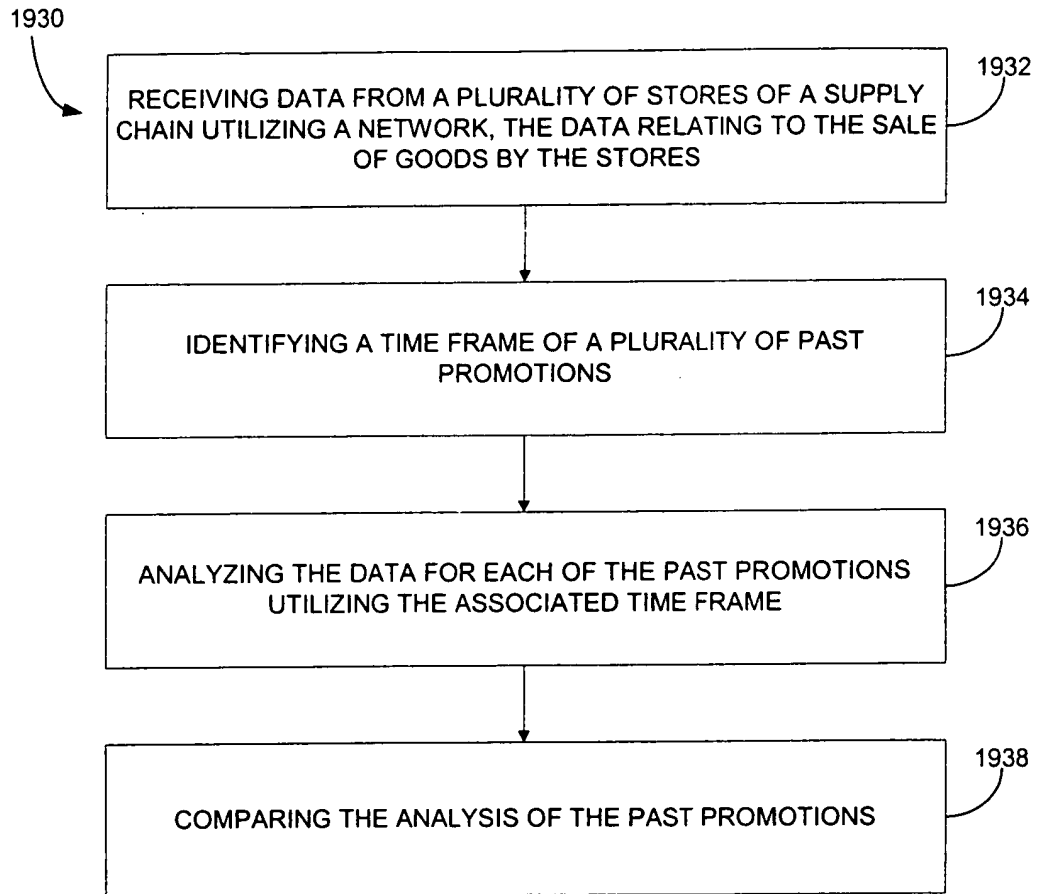 1930
1932
RECEIVING DATA FROM A PLURALITY OF STORES OF A SUPPLY
CHAIN UTILIZING A NETWORK, THE DATA RELATING TO THE SALE
OF GOODS BY THE STORES
1934
IDENTIFYING A TIME FRAME OF A PLURALITY OF PAST
PROMOTIONS
1936
ANALYZING THE DATA FOR EACH OF THE PAST PROMOTIONS
UTILIZING THE ASSOCIATED TIME FRAME
1938
COMPARING THE ANALYSIS OF THE PAST PROMOTIONS